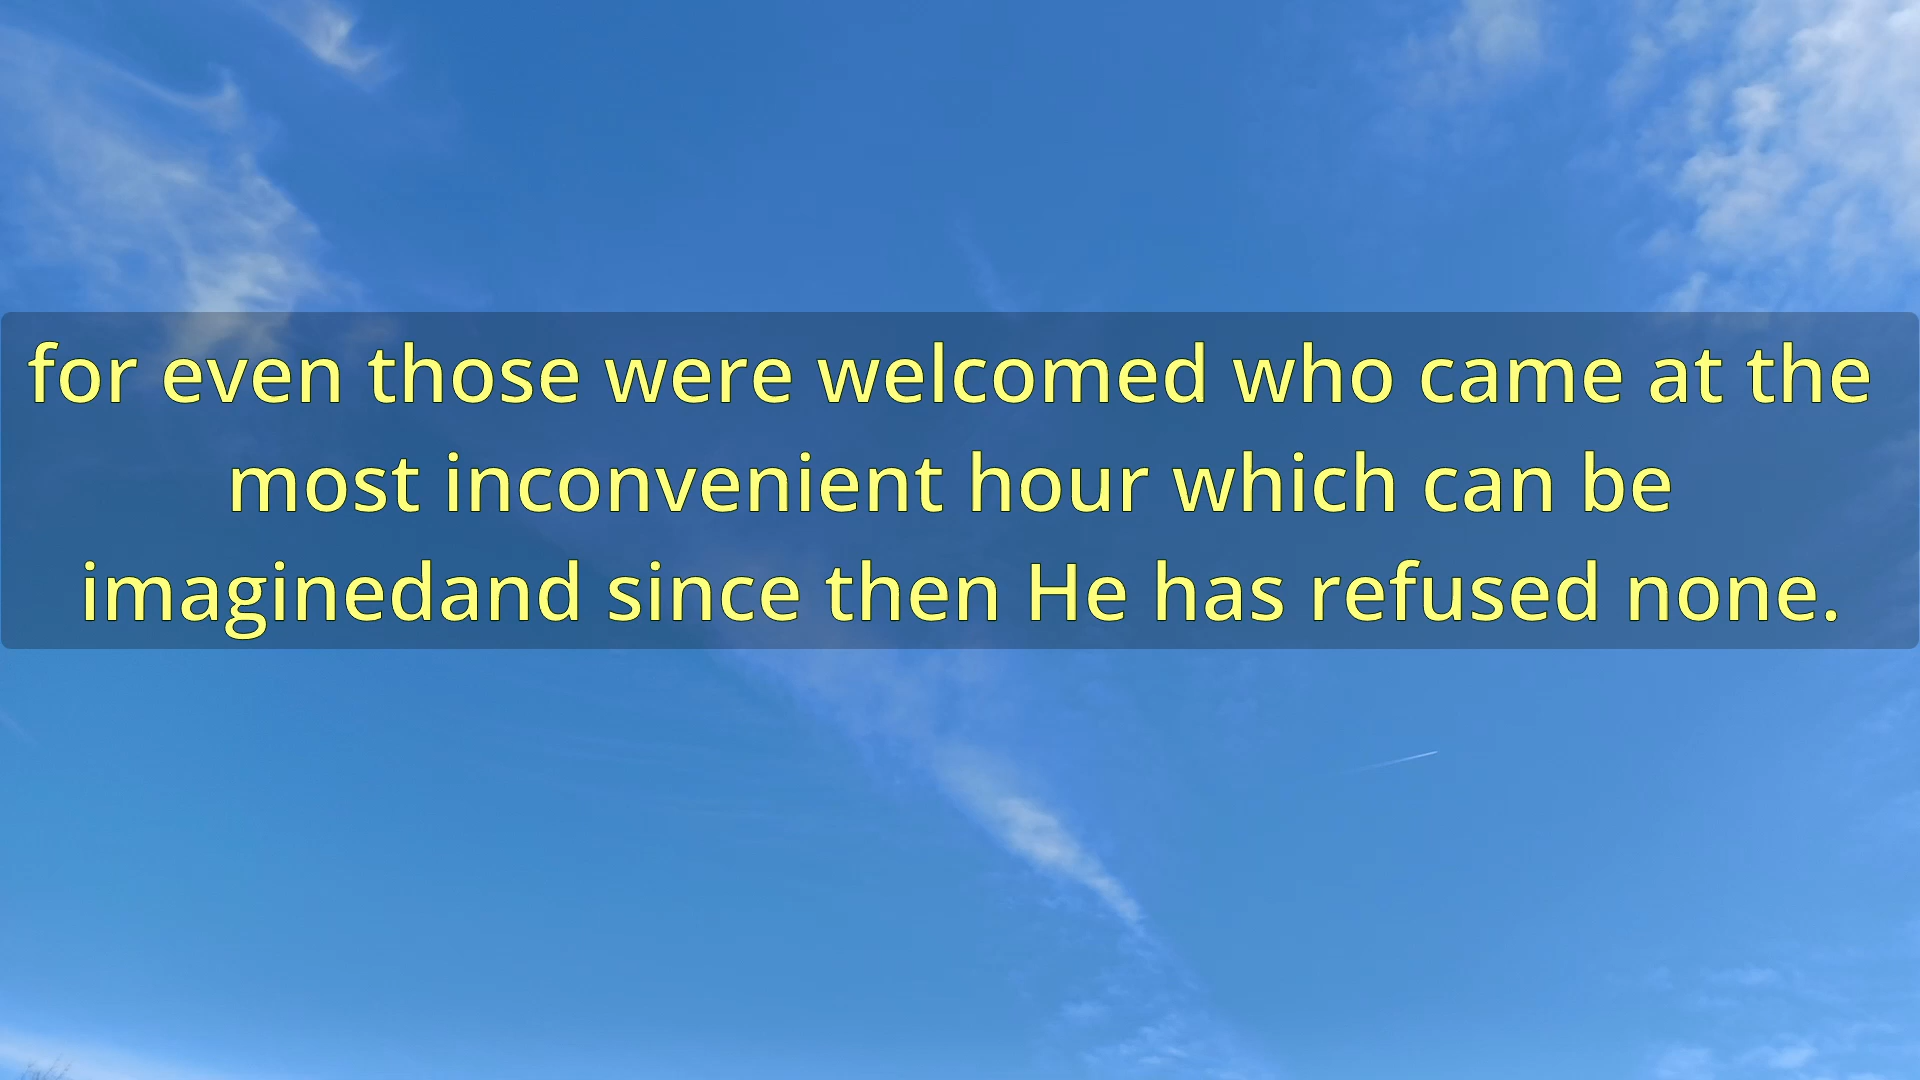 for even those were welcomed who came at the
most inconvenient hour which can be
imaginedand since then He has refused none.